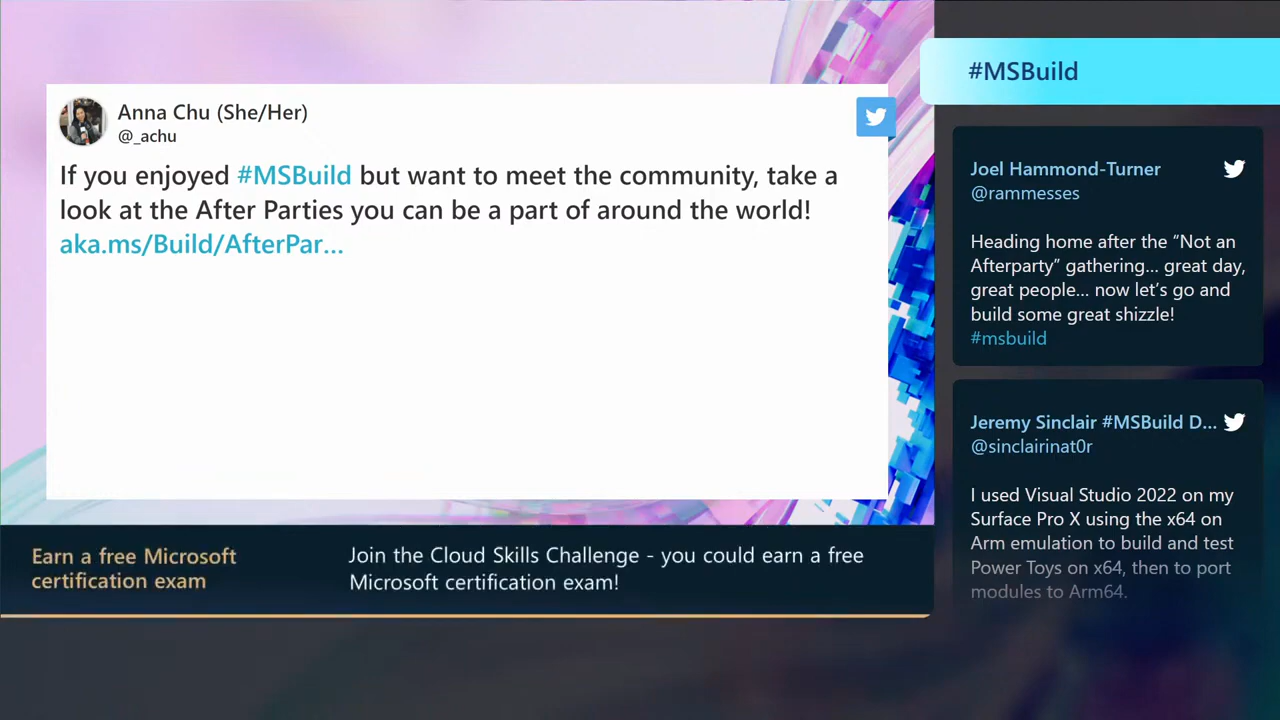 Anna Chu (She/Her)
@_achu
If you enjoyed #MSBuild but want to meet the community, take a
look at the After Parties you can be a part of around the world!
aka.ms/Build/AfterPar...
Earn a free Microsoft
certification exam
Join the Cloud Skills Challenge - you could earn a free
Microsoft certification exam!
#MSBuild
Joel Hammond-Turner
@rammesses
Heading home after the “Not an
Afterparty” gathering... great day,
great people... now let’s go and
build some great shizzle!
#msbuild
Jeremy Sinclair #MSBuild D...
@sinclairinat0r
I used Visual Studio 2022 on my
Surface Pro X using the x64 on
Arm emulation to build and test
Power Toys on x64, then to port
modules to Arm64.